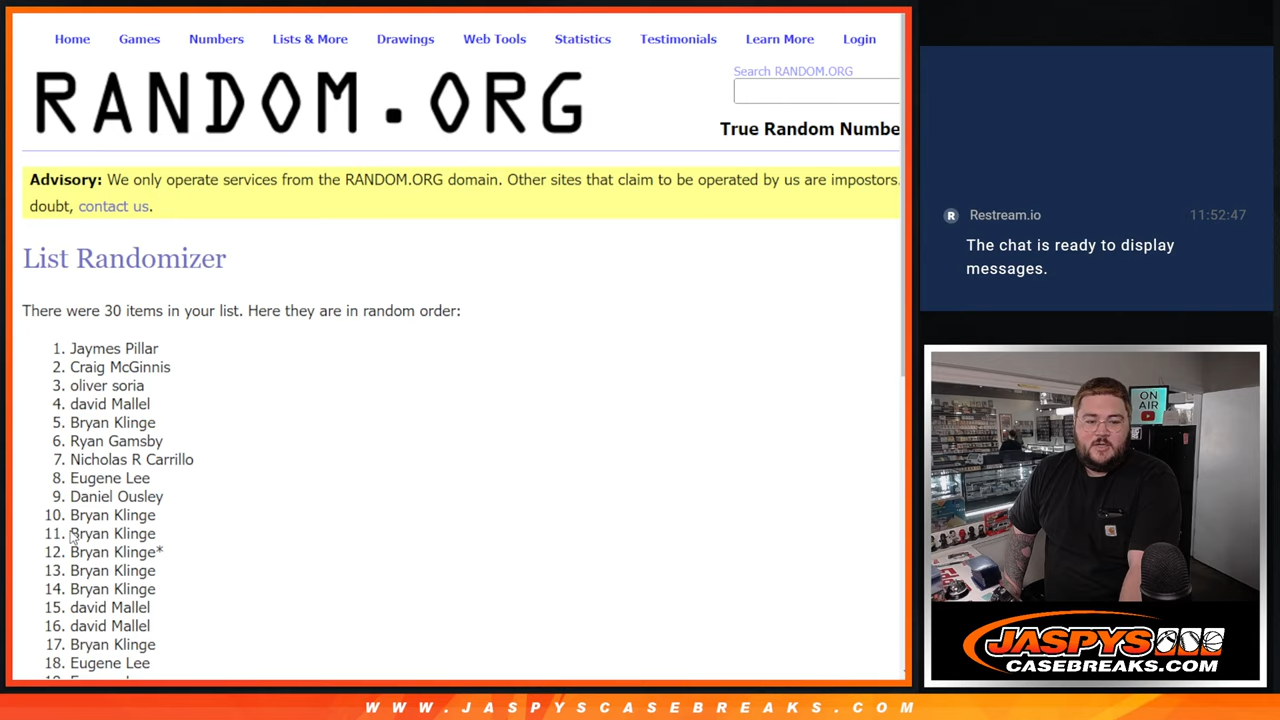 Home Games Numbers Lists & More Drawings Web Tools Statistics Testimonials Learn More Login
RANDOM.ORG
Search RANDOM.ORG
True Random Numbe
Advisory: We only operate services from the RANDOM.ORG domain. Other sites that claim to be operated by us are impostors.
doubt, contact us.
List Randomizer
There were 30 items in your list. Here they are in random order:
1. Jaymes Pillar
2. Craig McGinnis
3. oliver soria
4. david Mallel
5. Bryan Klinge
6. Ryan Gamsby
7. Nicholas R Carrillo
8. Eugene Lee
9. Daniel Ousley
10. Bryan Klinge
11. Bryan Klinge
12. Bryan Klinge*
13. Bryan Klinge
14. Bryan Klinge
15. david Mallel
16. david Mallel
17. Bryan Klinge
18. Eugene Lee
R Restream.io 11:52:47
The chat is ready to display
messages.
ON
AIR
JASPYS
CASEBREAKS.COM
WWW.JASPYSCASEBREAKS.COM